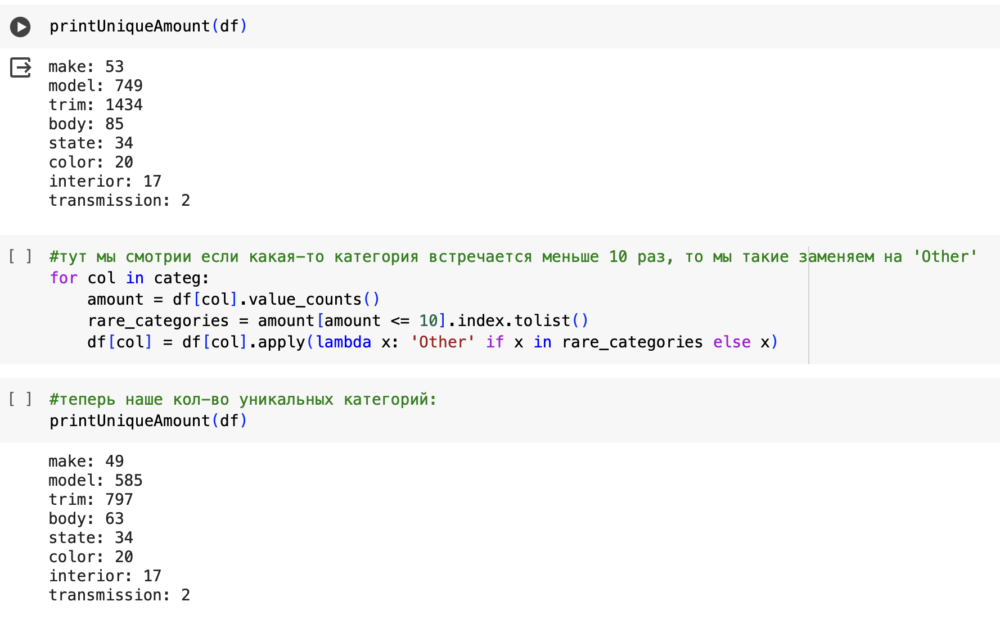 printUniqueAmount(df)
make: 53
model: 749
trim: 1434
body: 85
state: 34
color: 20
interior: 17
transmission: 2
[ ] #тут мы смотрии если какая-то категория встречается меньше 10 раз, то мы такие заменяем на 'Other'
for col in categ:
    amount = df[col].value_counts()
    rare_categories = amount[amount <= 10].index.tolist()
    df[col] = df[col].apply(lambda x: 'Other' if x in rare_categories else x)
[ ] #теперь наше кол-во уникальных категорий:
printUniqueAmount(df)
make: 49
model: 585
trim: 797
body: 63
state: 34
color: 20
interior: 17
transmission: 2